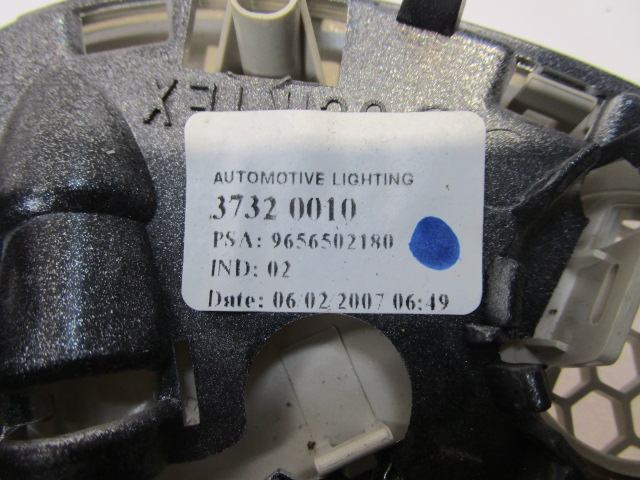 AUTOMOTIVE LIGHTING
3732 0010
PSA: 9656502180
IND: 02
Date: 06/02/2007 06:49